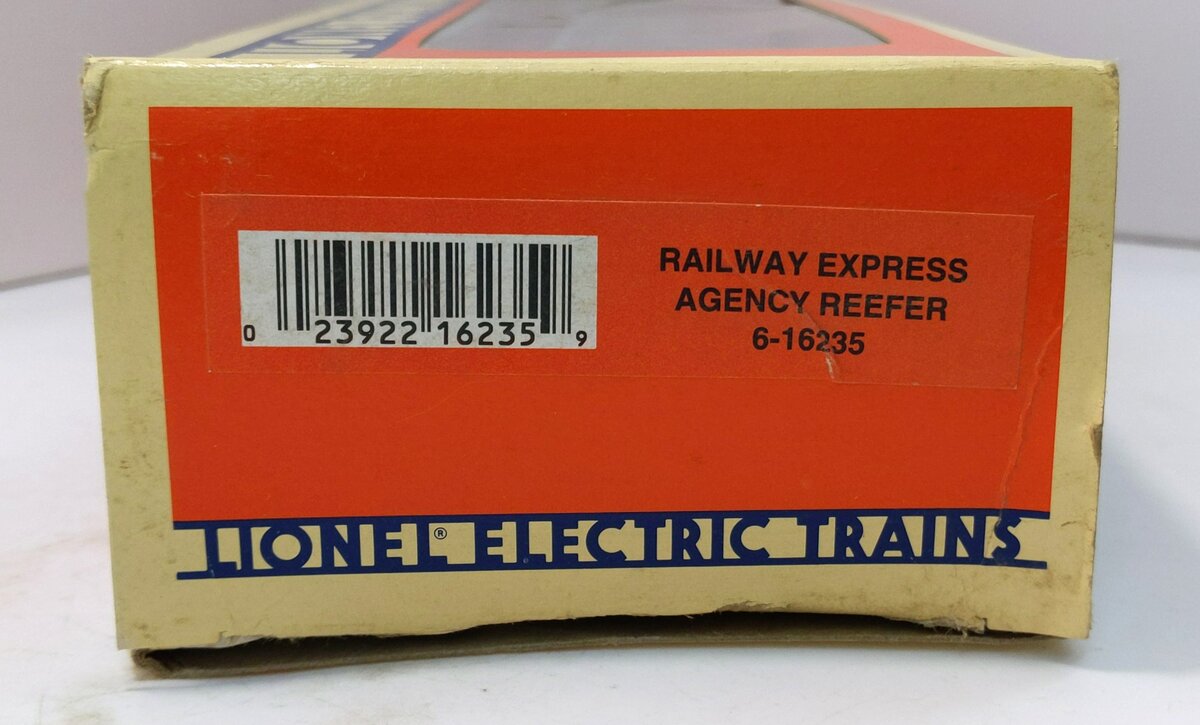 RAILWAY EXPRESS
AGENCY REEFER
6-16235
0 23922 16235 9
LIONEL® ELECTRIC TRAINS